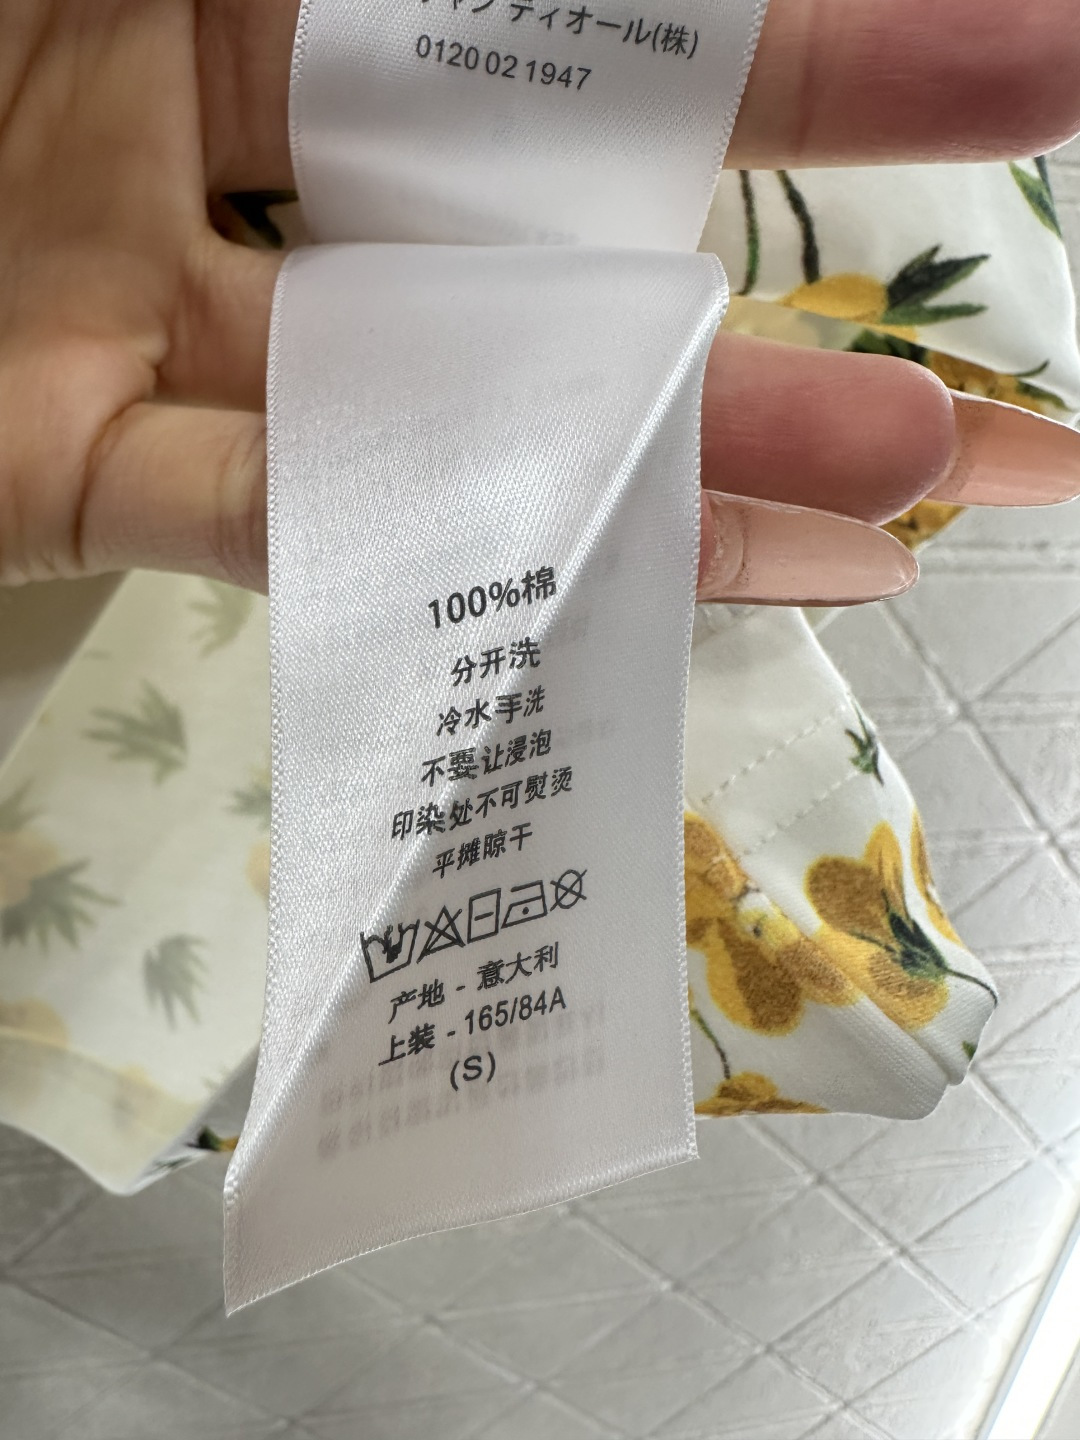 ャン ディオール(株)
0120 02 1947
100%棉
分开洗
冷水手洗
不要让浸泡
印染处不可熨烫
平摊晾干
产地 - 意大利
上装 - 165/84A
(S)